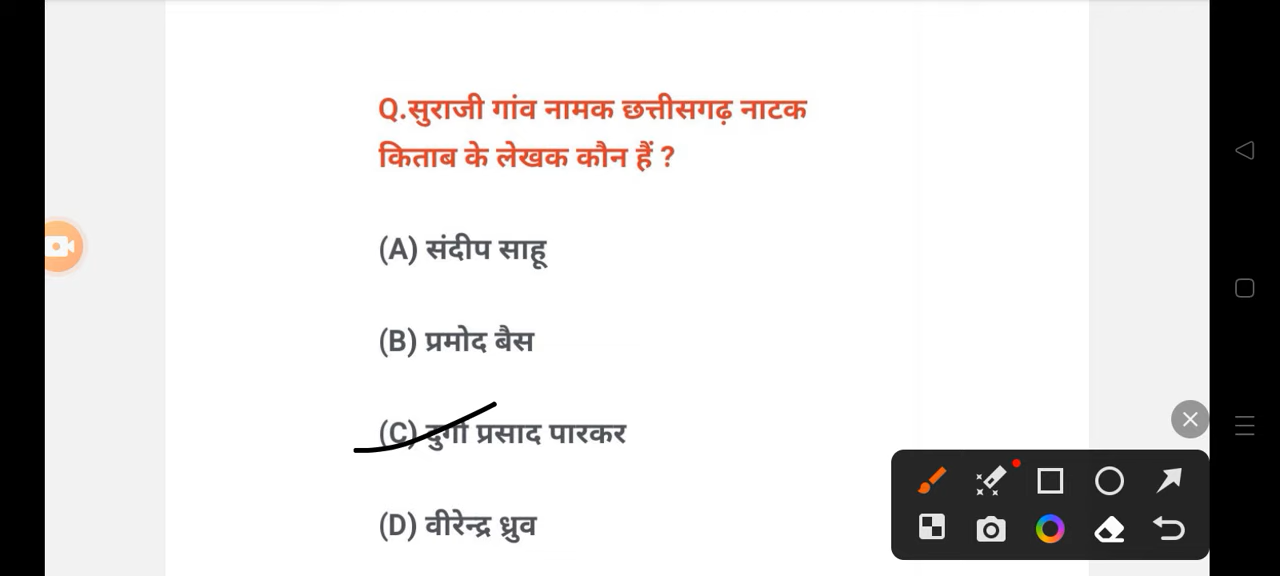 Q.सुराजी गांव नामक छत्तीसगढ़ नाटक
किताब के लेखक कौन हैं ?
(A) संदीप साहू
(B) प्रमोद बैस
(C) दुर्गा प्रसाद पारकर
(D) वीरेन्द्र ध्रुव